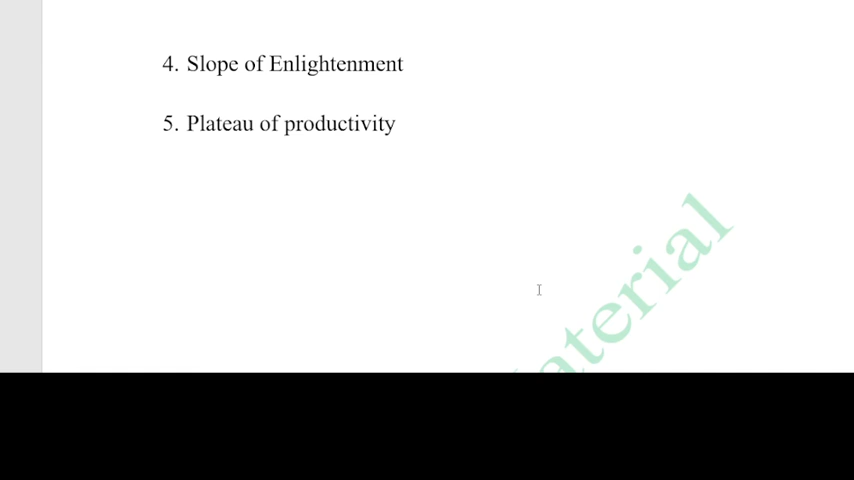 4. Slope of Enlightenment
5. Plateau of productivity